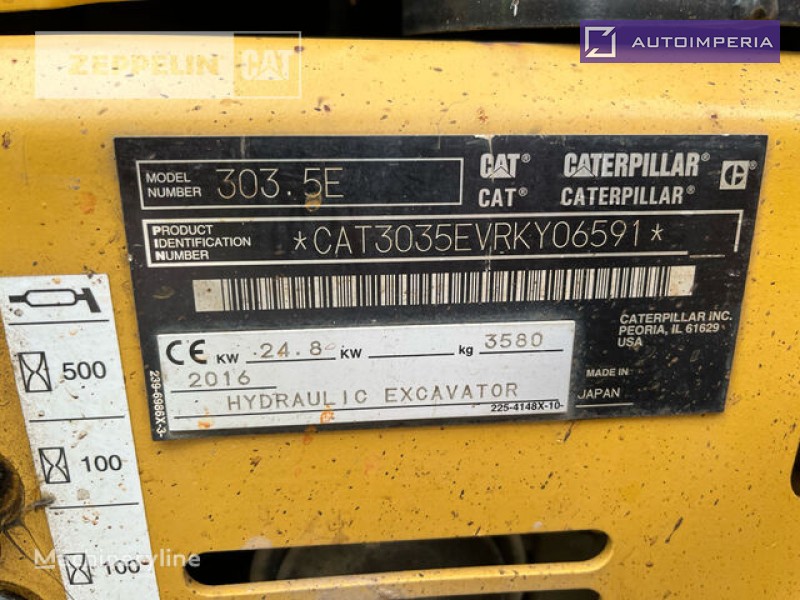 ZEPPELIN CAT
AUTOIMPERIA
MODEL NUMBER 303.5E
CAT® CATERPILLAR®
CAT® CATERPILLAR®
PRODUCT IDENTIFICATION NUMBER *CAT3035EVRKY06591*
CATERPILLAR INC.
PEORIA, IL 61629
USA
CE KW 24.8 KW kg 3580
2016
HYDRAULIC EXCAVATOR
225-4148X-10
239-6986X-3
MADE IN
JAPAN
500
100
100
Machineryline